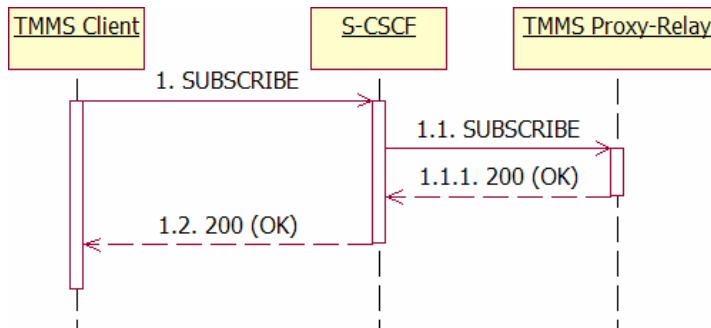 TMMS Client
S-CSCF
TMMS Proxy-Relay
1. SUBSCRIBE
1.1. SUBSCRIBE
1.1.1. 200 (OK)
1.2. 200 (OK)